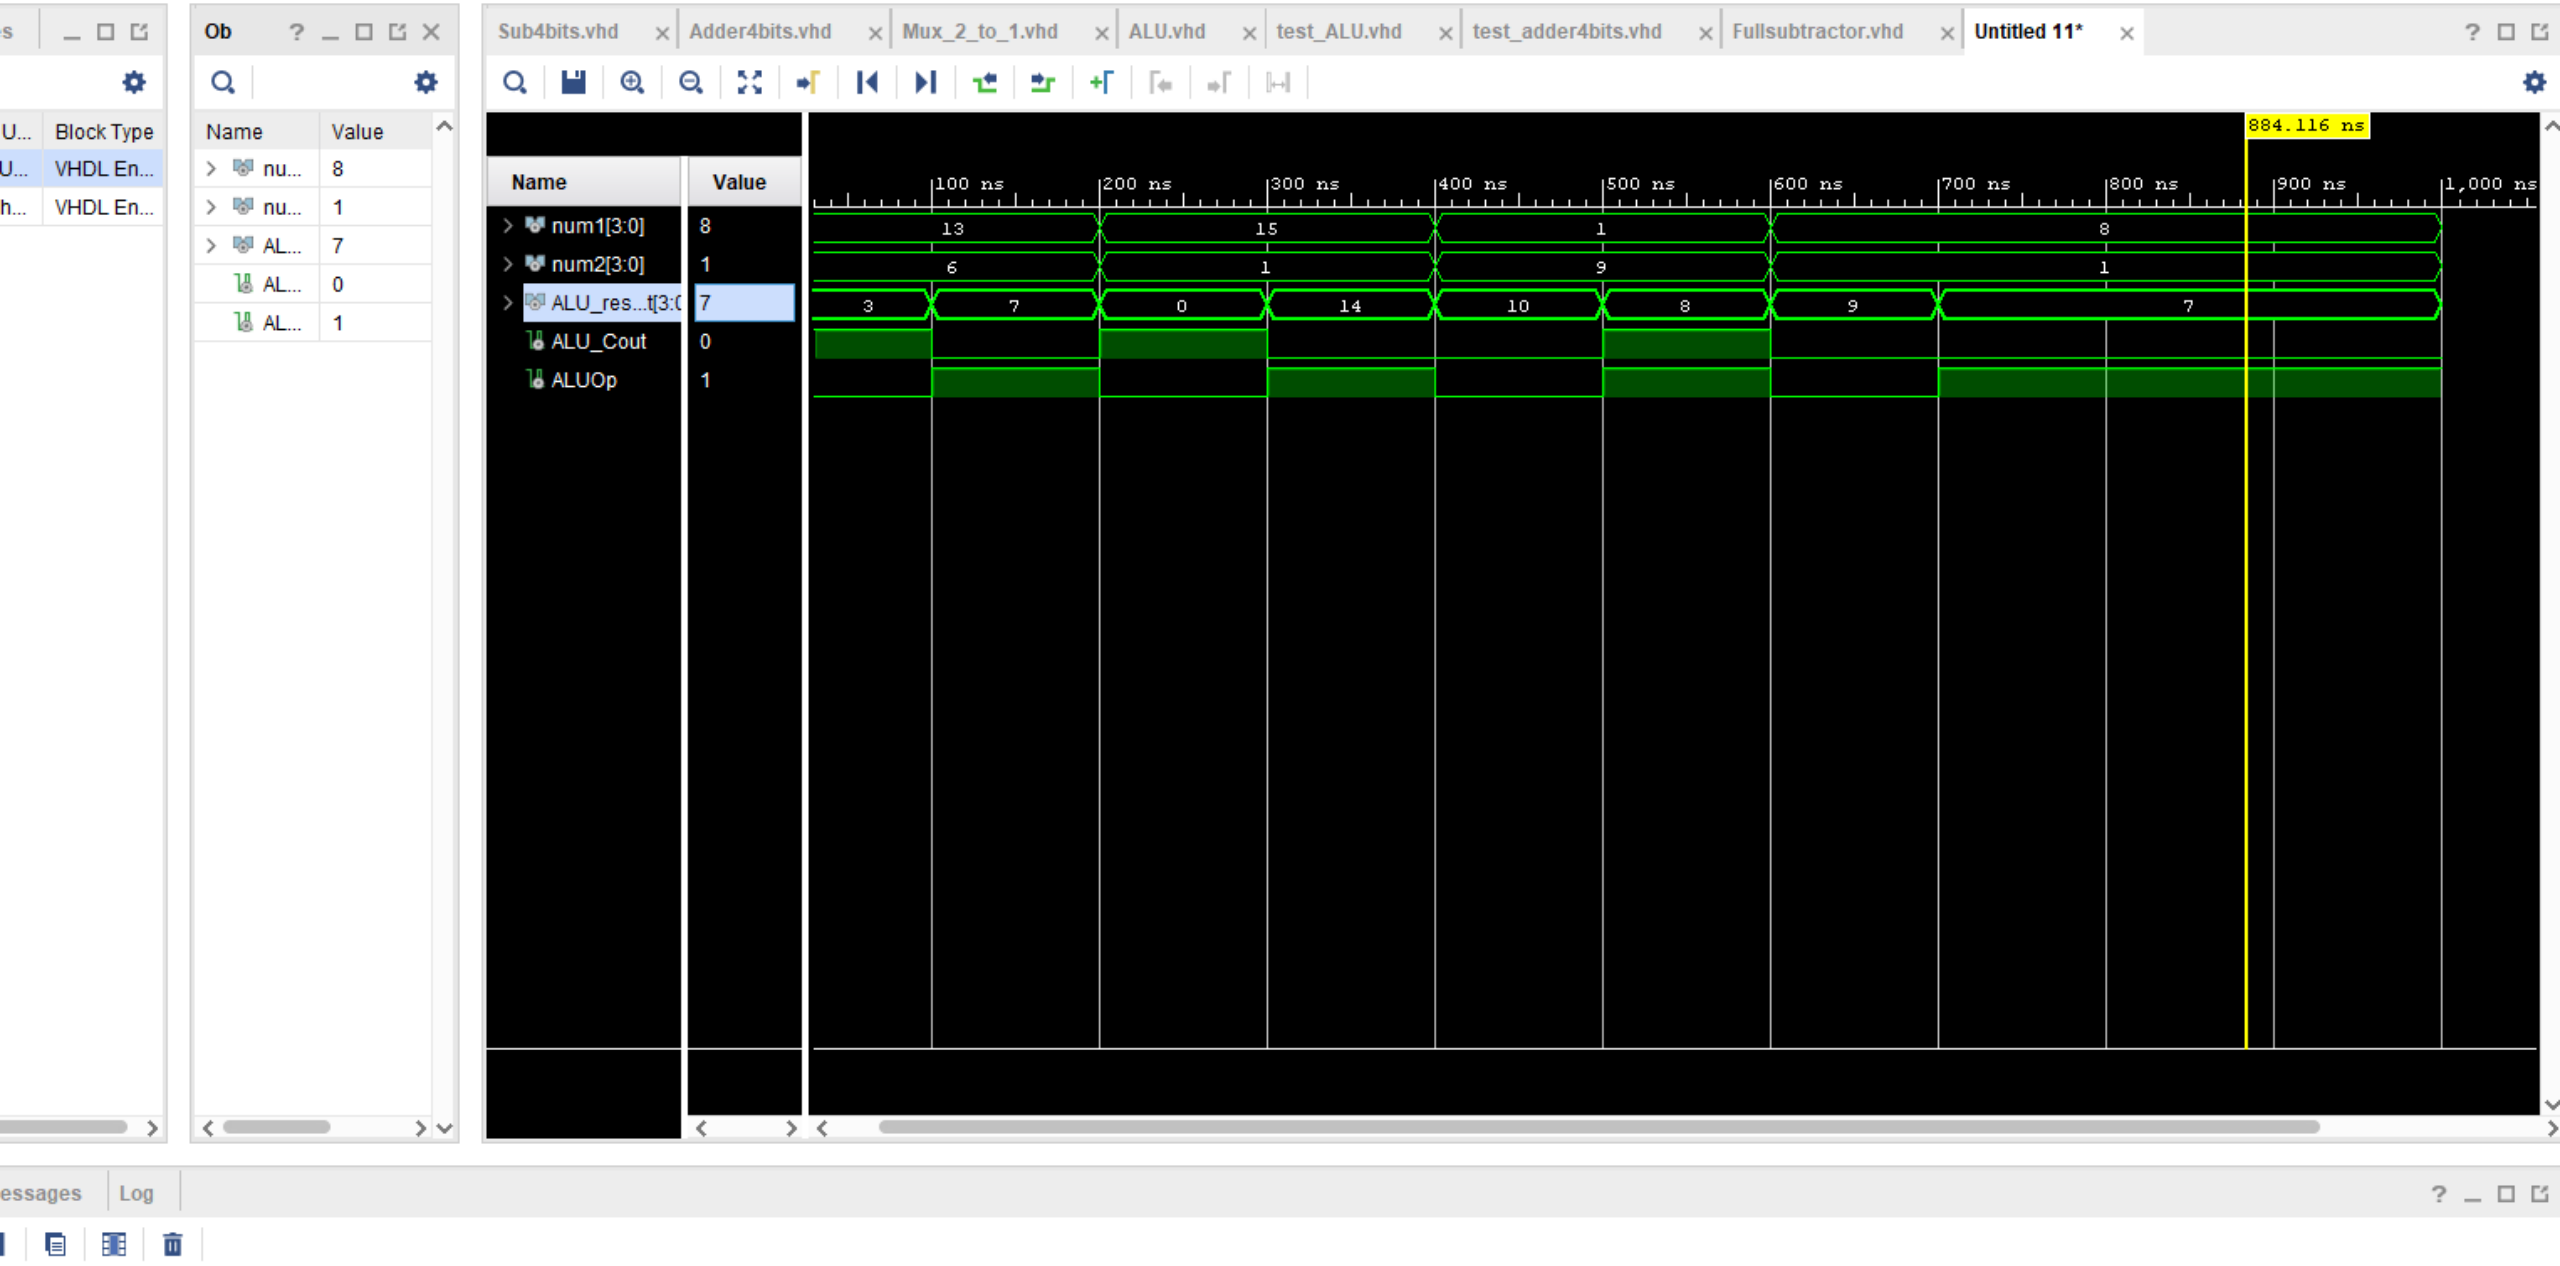 s
Ob
Sub4bits.vhd Adder4bits.vhd Mux_2_to_1.vhd ALU.vhd test_ALU.vhd test_adder4bits.vhd Fullsubtractor.vhd Untitled 11*
U... Block Type
U... VHDL En...
h... VHDL En...
Name Value
nu... 8
nu... 1
AL... 7
AL... 0
AL... 1
884.116 ns
Name Value
100 ns 200 ns 300 ns 400 ns 500 ns 600 ns 700 ns 800 ns 900 ns 1,000 ns
num1[3:0] 8 13 15 1 8
num2[3:0] 1 6 1 9 1
ALU_res...t[3:0 7 3 7 0 14 10 8 9 7
ALU_Cout 0
ALUOp 1
essages Log